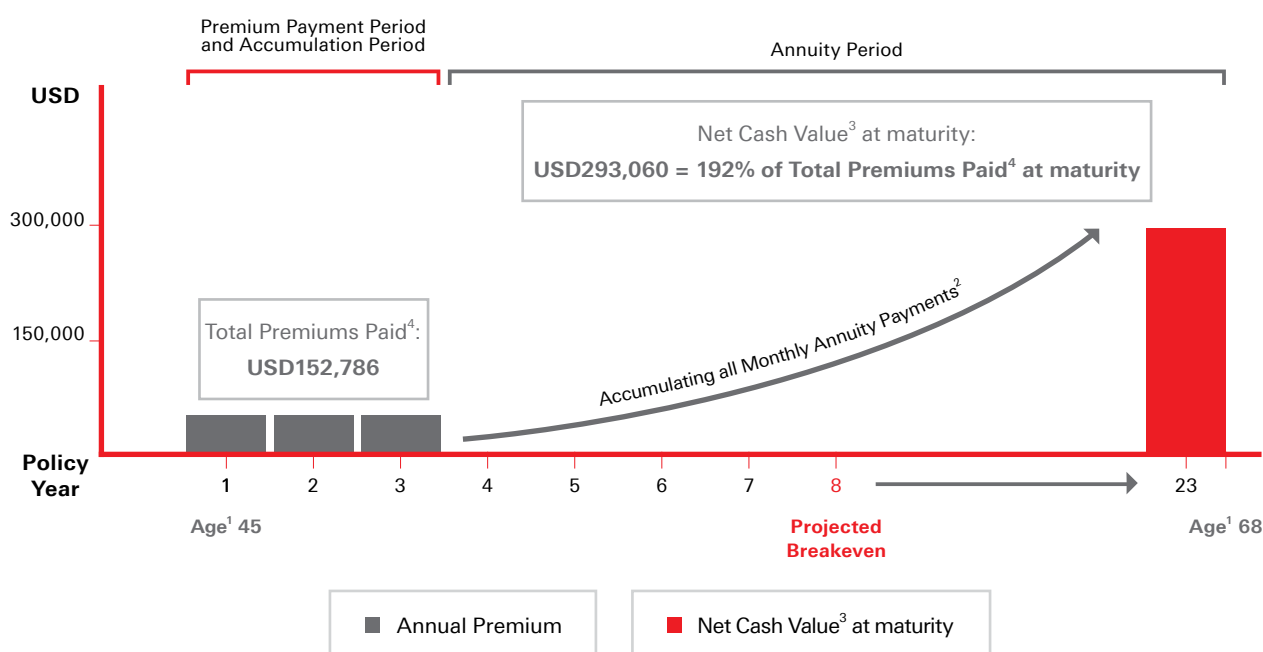 Premium Payment Period
and Accumulation Period
Annuity Period
USD
Net Cash Value³ at maturity:
USD293,060 = 192% of Total Premiums Paid⁴ at maturity
300,000
Total Premiums Paid⁴:
USD152,786
150,000
Accumulating all Monthly Annuity Payments²
Policy
Year
1 2 3 4 5 6 7 8 23
Age¹ 45
Projected
Breakeven
Age¹ 68
Annual Premium
Net Cash Value³ at maturity